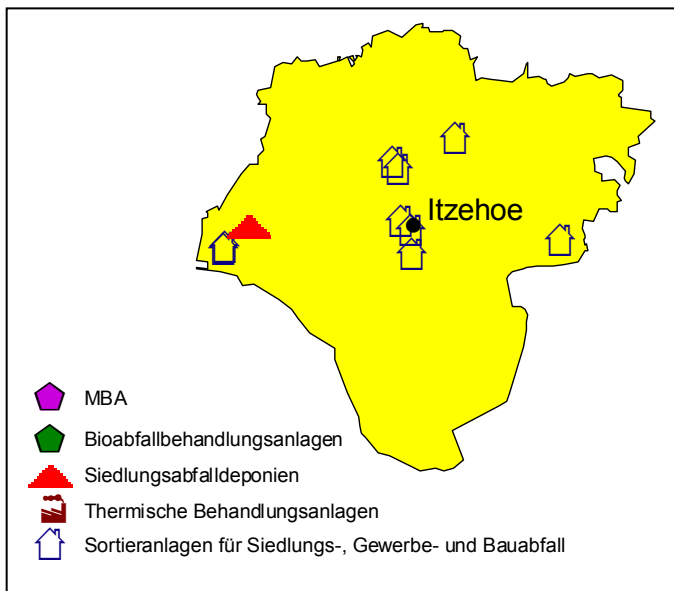 Itzehoe
MBA
Bioabfallbehandlungsanlagen
Siedlungsabfalldeponien
Thermische Behandlungsanlagen
Sortieranlagen für Siedlungs-, Gewerbe- und Bauabfall